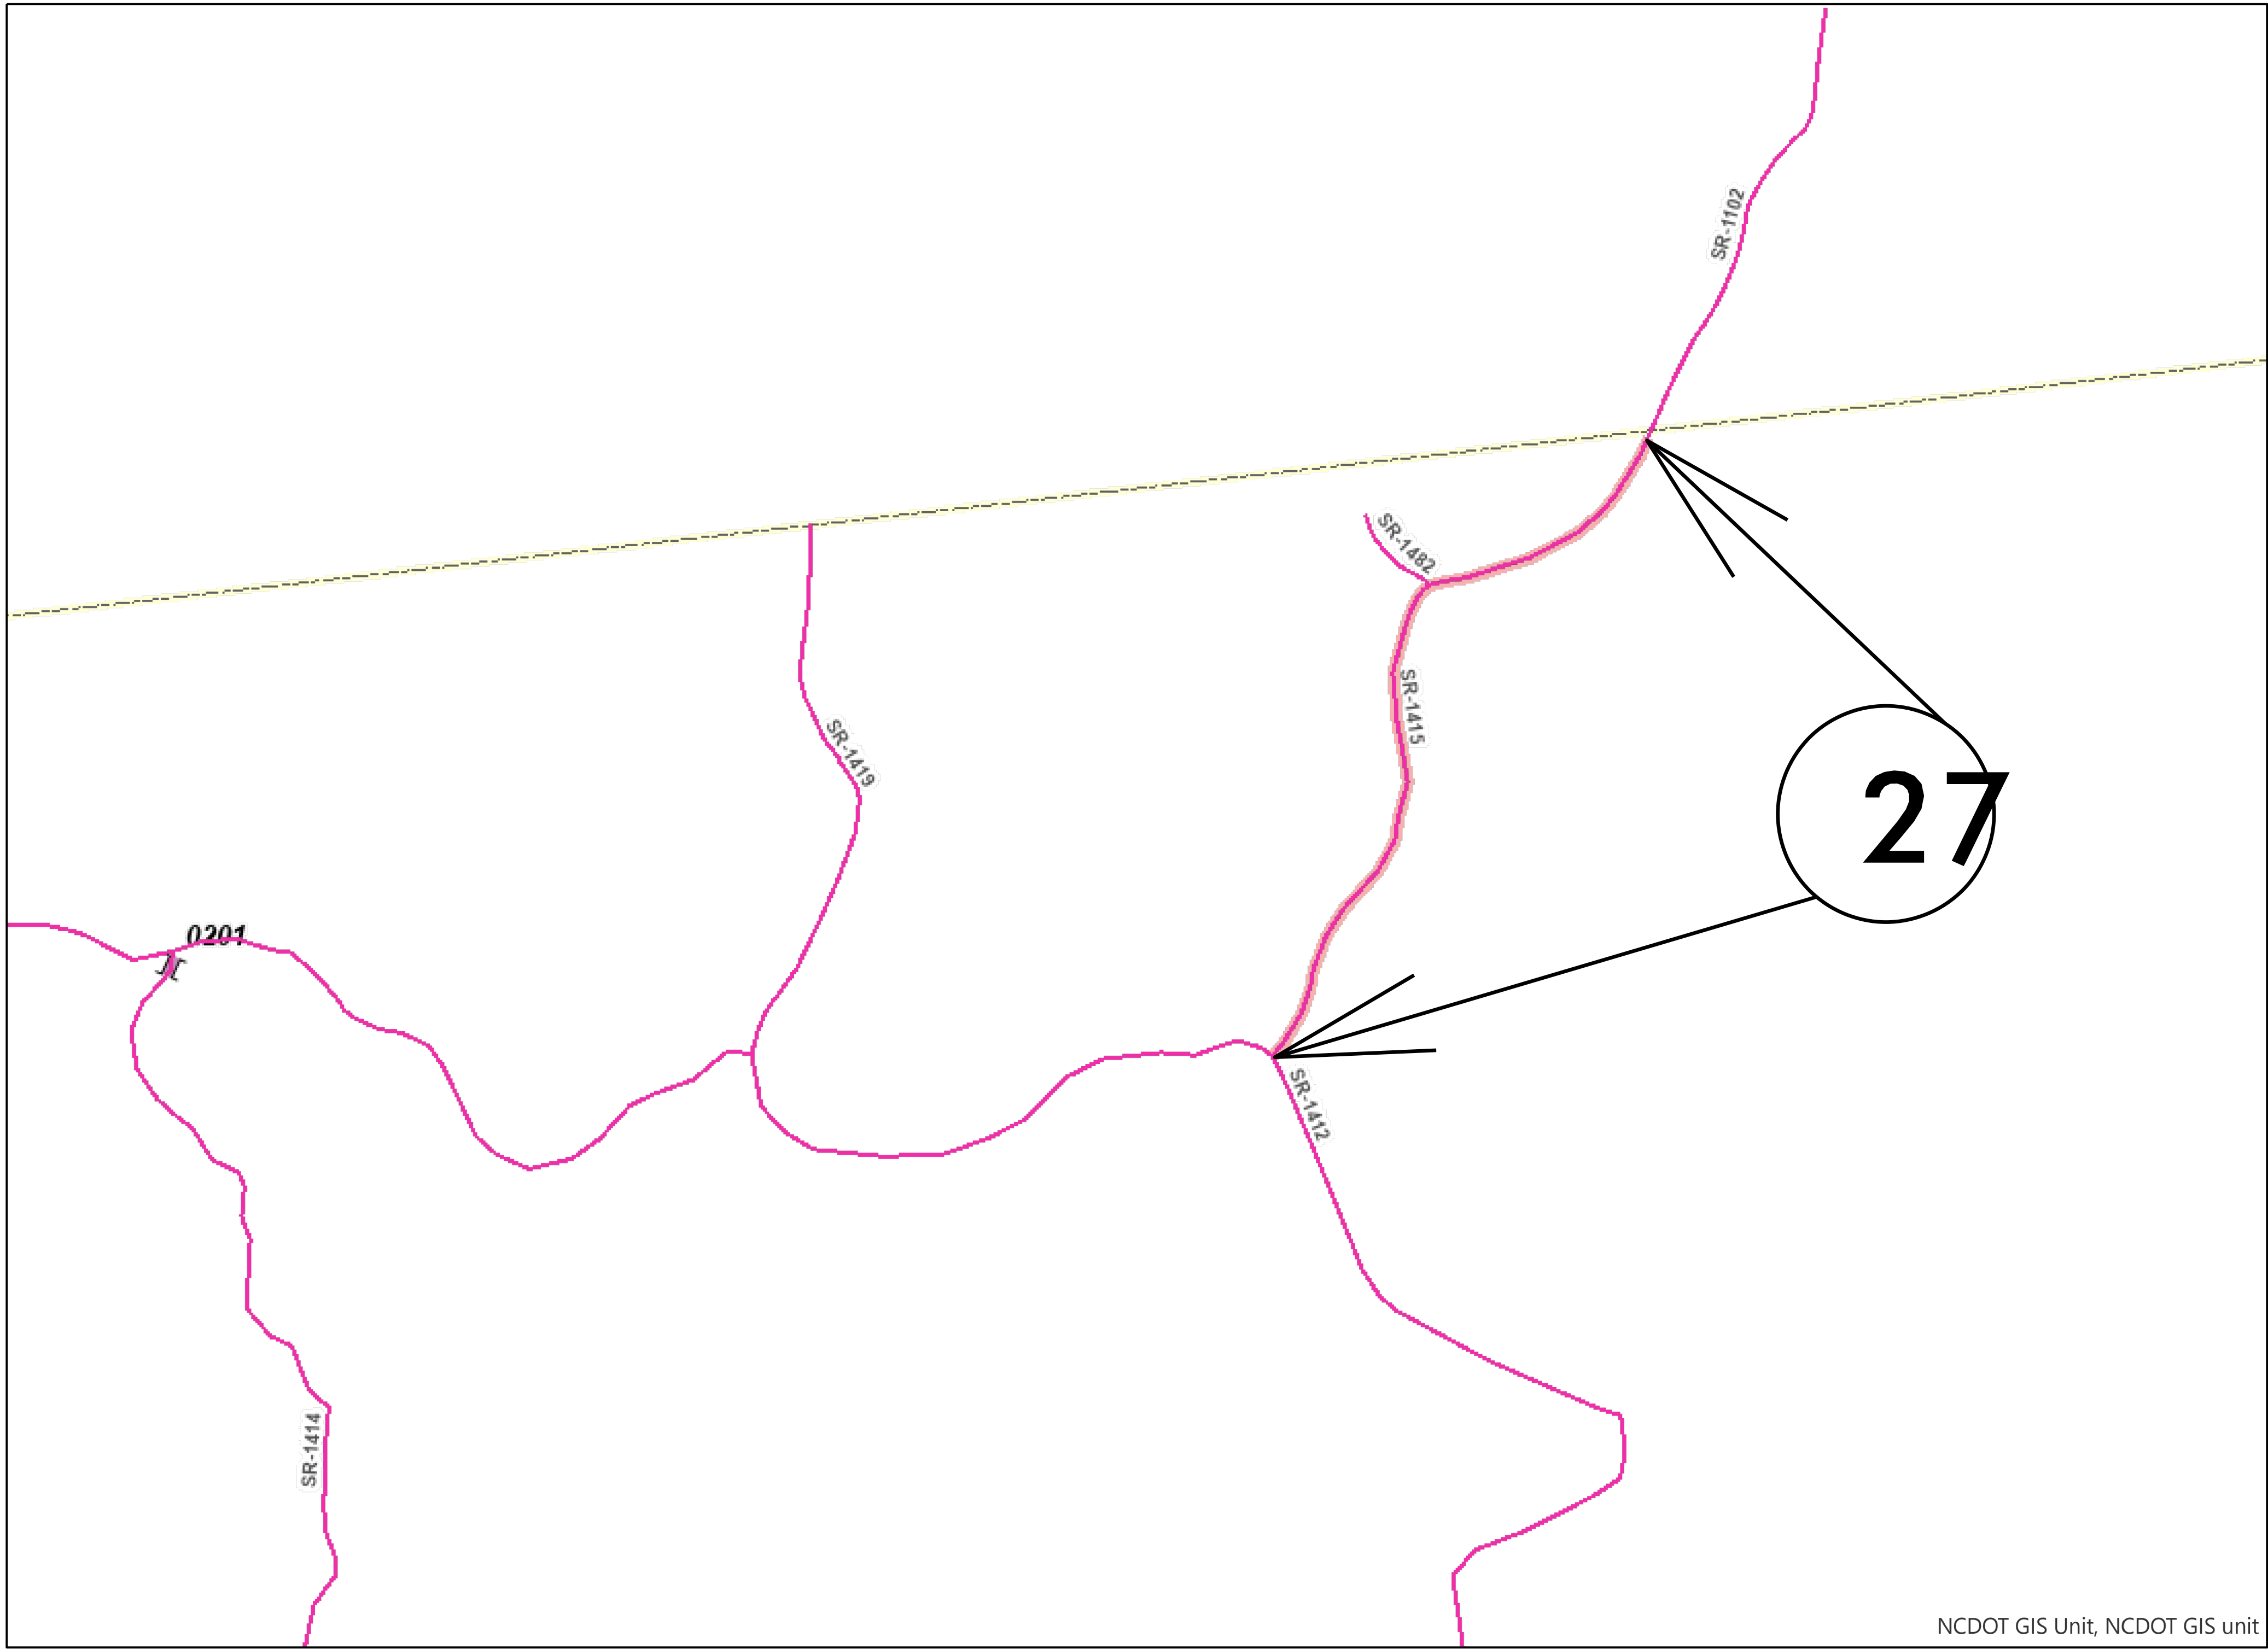 SR-1102
SR-1482
SR-1415
SR-1419
27
0201
SR-1412
SR-1414
NCDOT GIS Unit, NCDOT GIS unit